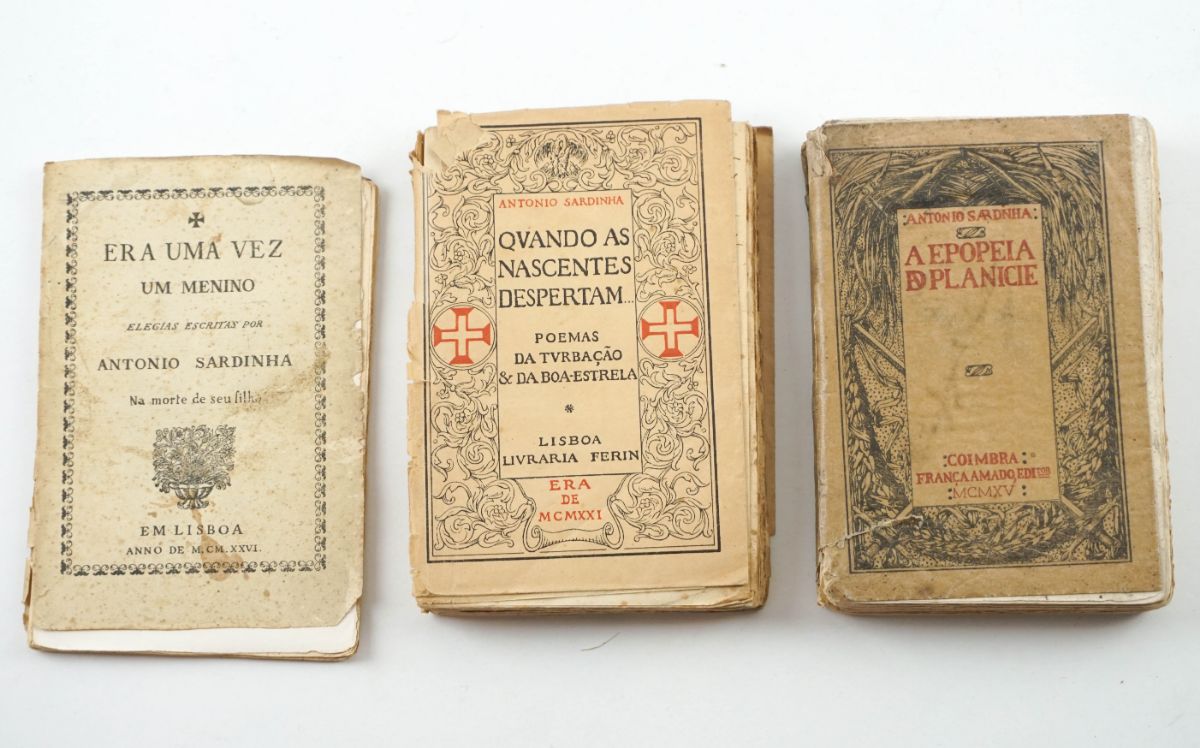 ERA UMA VEZ
UM MENINO
ELEGIAS ESCRITAS POR
ANTONIO SARDINHA
Na morte de seu filho
EM LISBOA
ANNO DE M.CM.XXVI.
ANTONIO SARDINHA
QVANDO AS
NASCENTES
DESPERTAM...
POEMAS
DA TVRBAÇÃO
& DA BOA-ESTRELA
LISBOA
LIVRARIA FERIN
ERA
DE
MCMXXI
:ANTONIO SARDNHA:
A EPOPEIA
DA PLANICIE
:COIMBRA:
FRANÇA AMADO, EDITOR
:MCMXV: